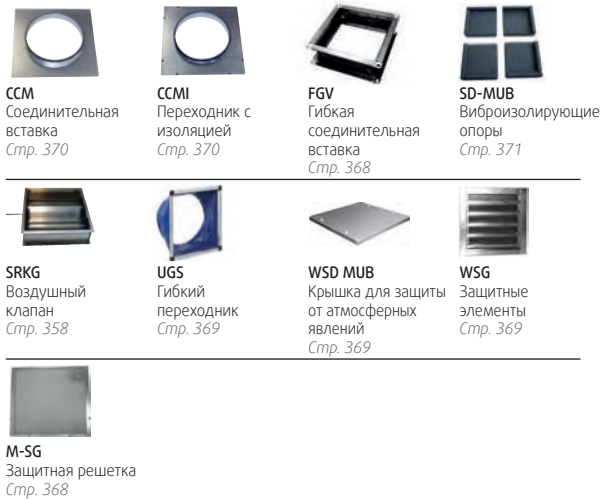 CCM
Соединительная
вставка
Стр. 370
CCMI
Переходник с
изоляцией
Стр. 370
FGV
Гибкая
соединительная
вставка
Стр. 368
SD-MUB
Виброизолирующие
опоры
Стр. 371
SRKG
Воздушный
клапан
Стр. 358
UGS
Гибкий
переходник
Стр. 369
WSD MUB
Крышка для защиты
от атмосферных
явлений
Стр. 369
WSG
Защитные
элементы
Стр. 369
M-SG
Защитная решетка
Стр. 368